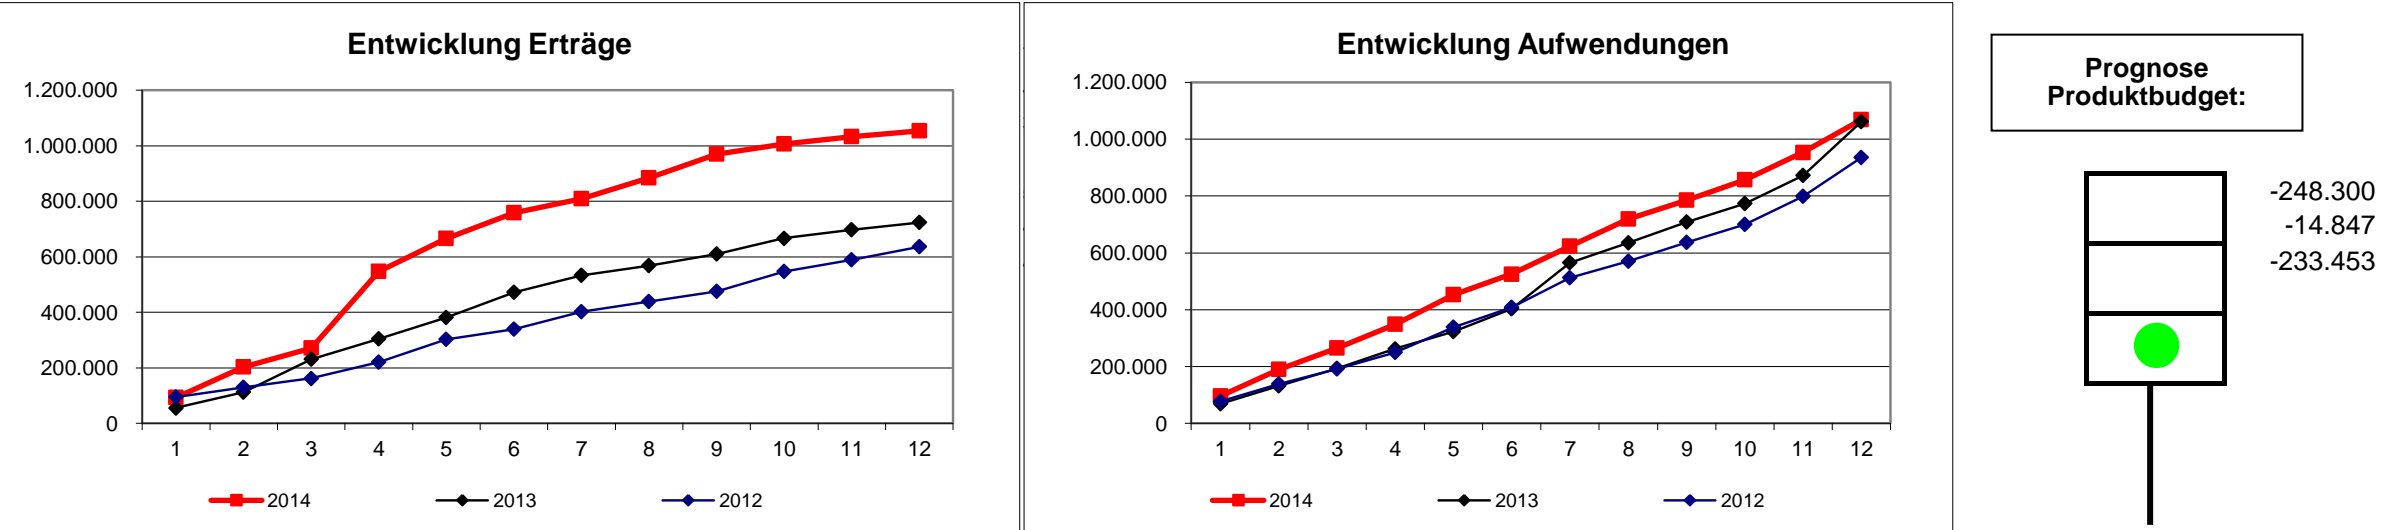 Entwicklung Erträge
1.200.000
1.000.000
800.000
600.000
400.000
200.000
0
1 2 3 4 5 6 7 8 9 10 11 12
2014 2013 2012
Entwicklung Aufwendungen
1.200.000
1.000.000
800.000
600.000
400.000
200.000
0
1 2 3 4 5 6 7 8 9 10 11 12
2014 2013 2012
Prognose
Produktbudget:
-248.300
-14.847
-233.453